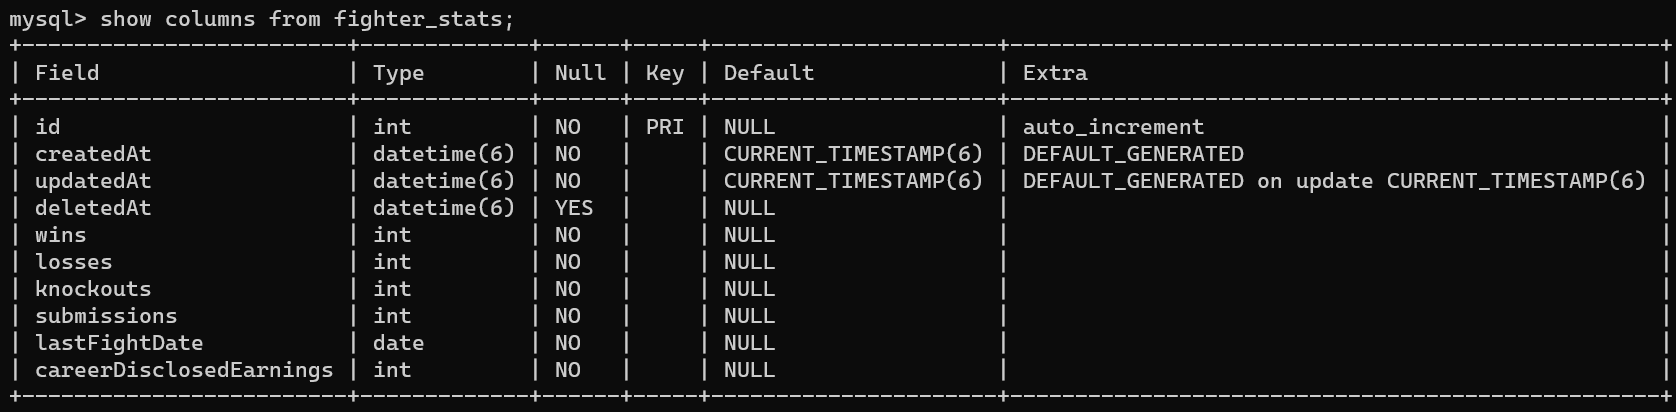 mysql> show columns from fighter_stats;
+-------------------------+-------------+------+-----+----------------------+--------------------------------------------------+
| Field                   | Type        | Null | Key | Default              | Extra                                            |
+-------------------------+-------------+------+-----+----------------------+--------------------------------------------------+
| id                      | int         | NO   | PRI | NULL                 | auto_increment                                   |
| createdAt               | datetime(6) | NO   |     | CURRENT_TIMESTAMP(6) | DEFAULT_GENERATED                                |
| updatedAt               | datetime(6) | NO   |     | CURRENT_TIMESTAMP(6) | DEFAULT_GENERATED on update CURRENT_TIMESTAMP(6) |
| deletedAt               | datetime(6) | YES  |     | NULL                 |                                                  |
| wins                    | int         | NO   |     | NULL                 |                                                  |
| losses                  | int         | NO   |     | NULL                 |                                                  |
| knockouts               | int         | NO   |     | NULL                 |                                                  |
| submissions             | int         | NO   |     | NULL                 |                                                  |
| lastFightDate           | date        | NO   |     | NULL                 |                                                  |
| careerDisclosedEarnings | int         | NO   |     | NULL                 |                                                  |
+-------------------------+-------------+------+-----+----------------------+--------------------------------------------------+